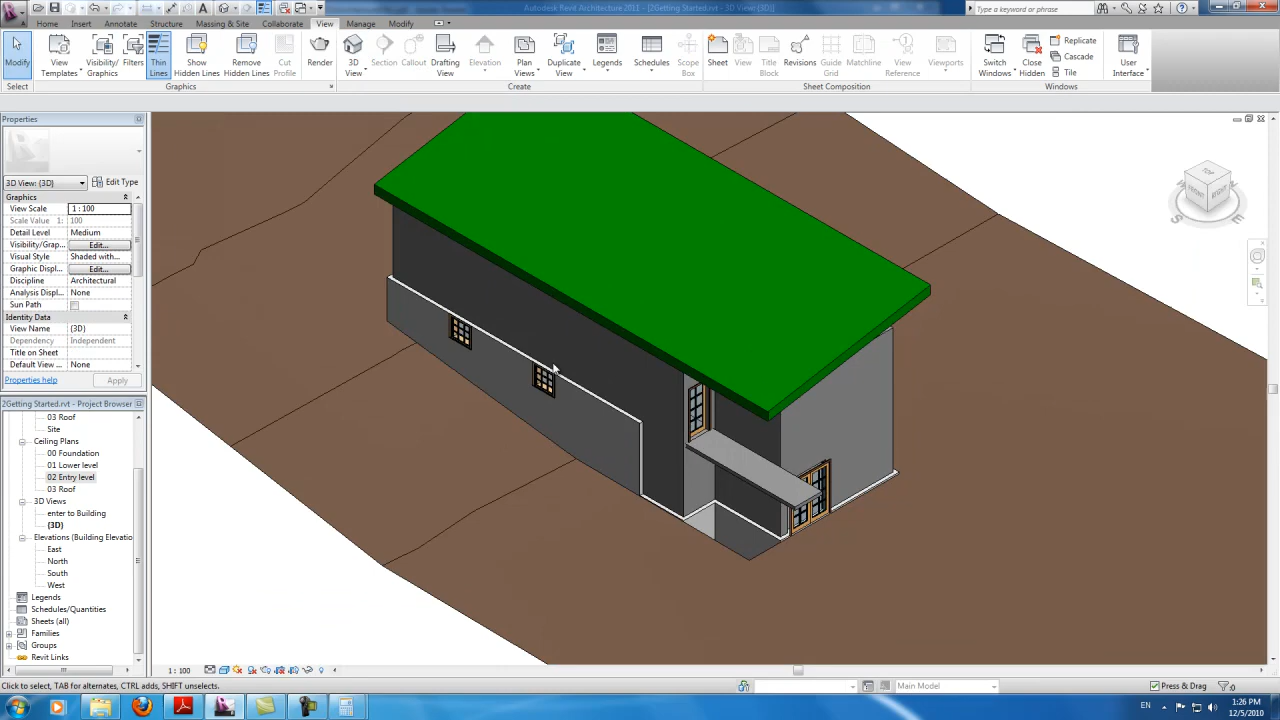 Autodesk Revit Architecture 2011 - [2Getting Started.rvt - 3D View: {3D}]
Type a keyword or phrase
Home Insert Annotate Structure Massing & Site Collaborate View Manage Modify
Modify
View Templates
Visibility/ Graphics
Filters
Thin Lines
Show Hidden Lines
Remove Hidden Lines
Cut Profile
Render
3D View
Section
Callout
Drafting View
Elevation
Plan Views
Duplicate View
Legends
Schedules
Scope Box
Sheet
View
Title Block
Revisions
Guide Grid
Matchline
View Reference
Viewports
Switch Windows
Close Hidden
Replicate
Cascade
Tile
User Interface
Select Graphics Create Sheet Composition Windows
Properties
3D View: {3D} Edit Type
Graphics
View Scale 1 : 100
Scale Value 1: 100
Detail Level Medium
Visibility/Grap... Edit...
Visual Style Shaded with...
Graphic Displ... Edit...
Discipline Architectural
Analysis Displ... None
Sun Path
Identity Data
View Name {3D}
Dependency Independent
Title on Sheet
Default View ... None
Properties help Apply
2Getting Started.rvt - Project Browser
03 Roof
Site
Ceiling Plans
00 Foundation
01 Lower level
02 Entry level
03 Roof
3D Views
enter to Building
{3D}
Elevations (Building Elevatio
East
North
South
West
Legends
Schedules/Quantities
Sheets (all)
Families
Groups
Revit Links
TOP
FRONT
RIGHT
S
E
1 : 100
Click to select, TAB for alternates, CTRL adds, SHIFT unselects.
Main Model
Press & Drag
:0
EN
1:26 PM
12/5/2010